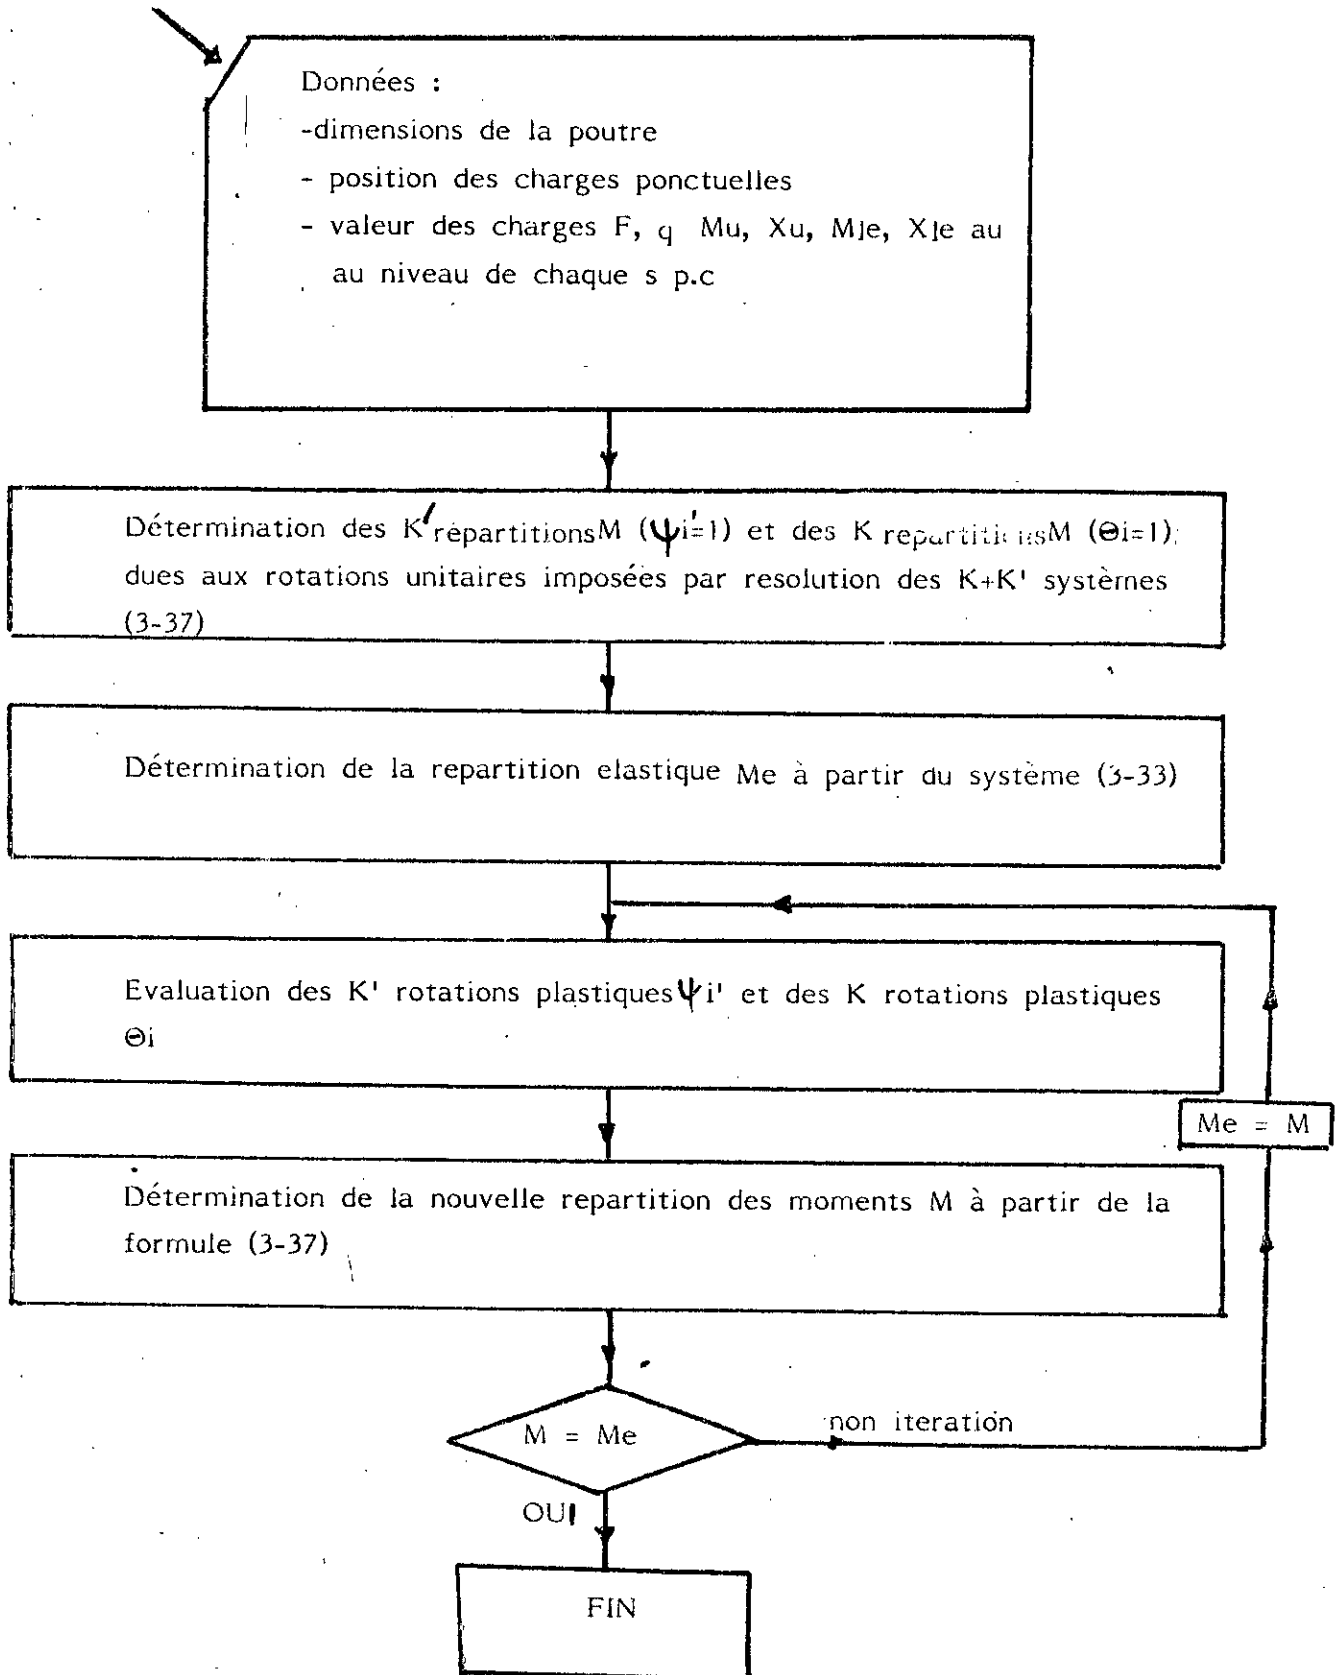 Données :
-dimensions de la poutre
- position des charges ponctuelles
- valeur des charges F, q Mu, Xu, M]e, X]e au
au niveau de chaque s p.c
Détermination des K' répartitions M (Ψi'=1) et des K repartitions M (Θi=1);
dues aux rotations unitaires imposées par resolution des K+K' systèmes
(3-37)
Détermination de la repartition elastique Me à partir du système (3-33)
Evaluation des K' rotations plastiques Ψi' et des K rotations plastiques
Θi
Me = M
Détermination de la nouvelle repartition des moments M à partir de la
formule (3-37)
M = Me
non iteration
OUI
FIN